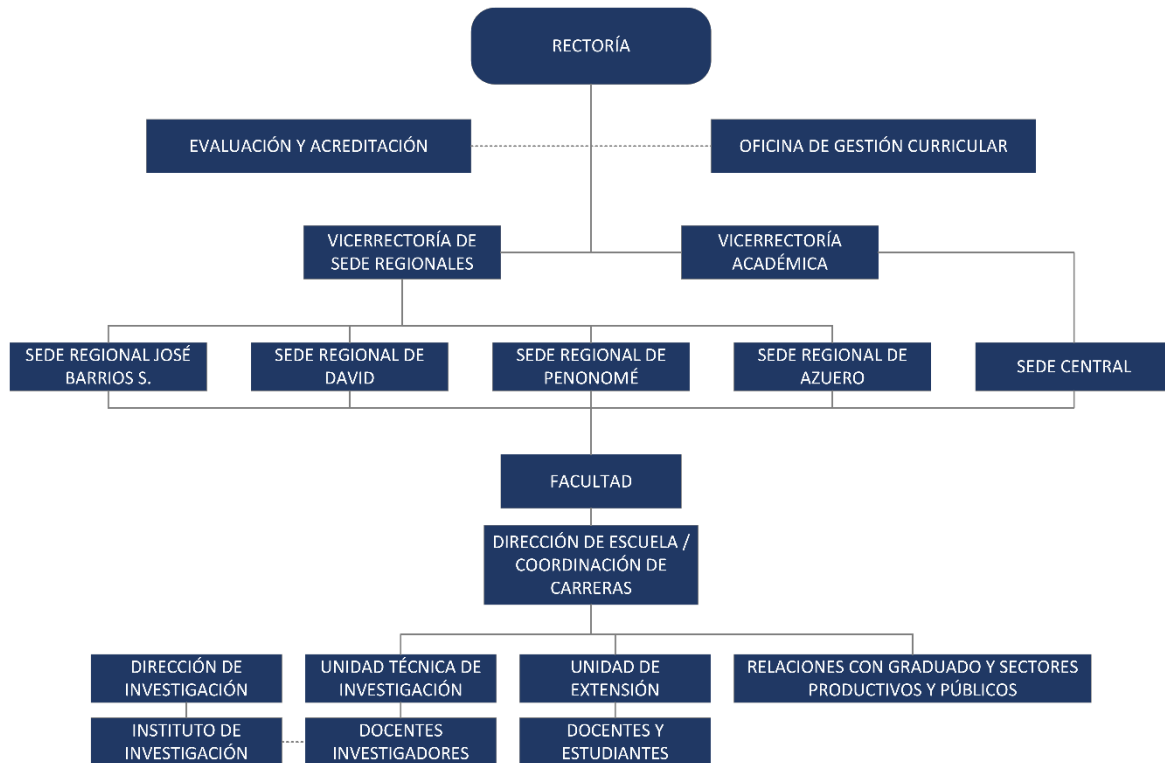 RECTORÍA
EVALUACIÓN Y ACREDITACIÓN
OFICINA DE GESTIÓN CURRICULAR
VICERRECTORÍA DE
SEDE REGIONALES
VICERRECTORÍA
ACADÉMICA
SEDE REGIONAL JOSÉ
BARRIOS S.
SEDE REGIONAL DE
DAVID
SEDE REGIONAL DE
PENONOMÉ
SEDE REGIONAL DE
AZUERO
SEDE CENTRAL
FACULTAD
DIRECCIÓN DE ESCUELA /
COORDINACIÓN DE
CARRERAS
DIRECCIÓN DE
INVESTIGACIÓN
UNIDAD TÉCNICA DE
INVESTIGACIÓN
UNIDAD DE
EXTENSIÓN
RELACIONES CON GRADUADO Y SECTORES
PRODUCTIVOS Y PÚBLICOS
INSTITUTO DE
INVESTIGACIÓN
DOCENTES
INVESTIGADORES
DOCENTES Y
ESTUDIANTES